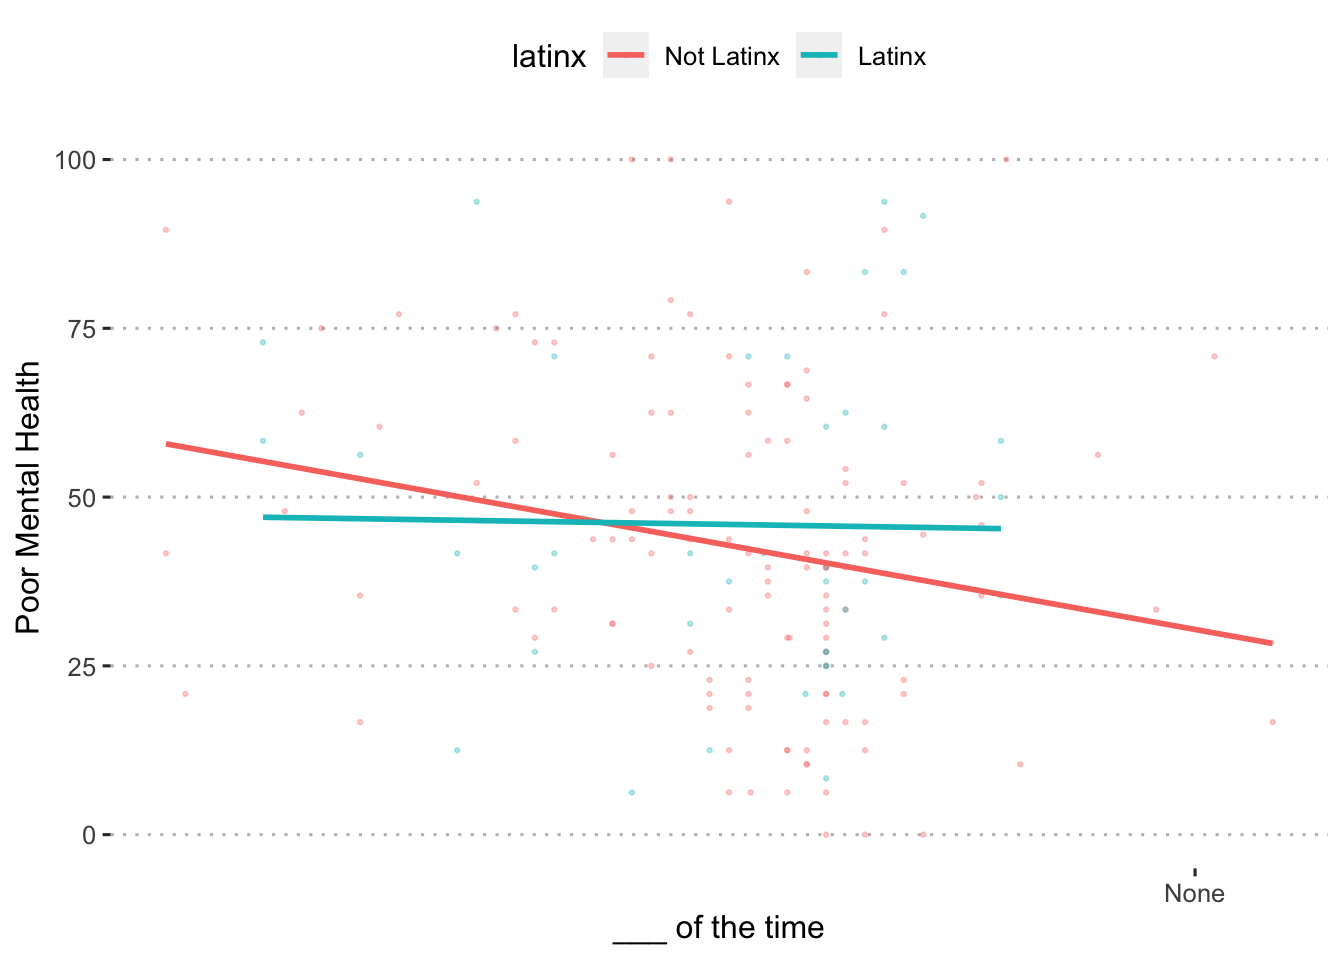 latinx Not Latinx Latinx
100
75
50
25
0
Poor Mental Health
None
___ of the time